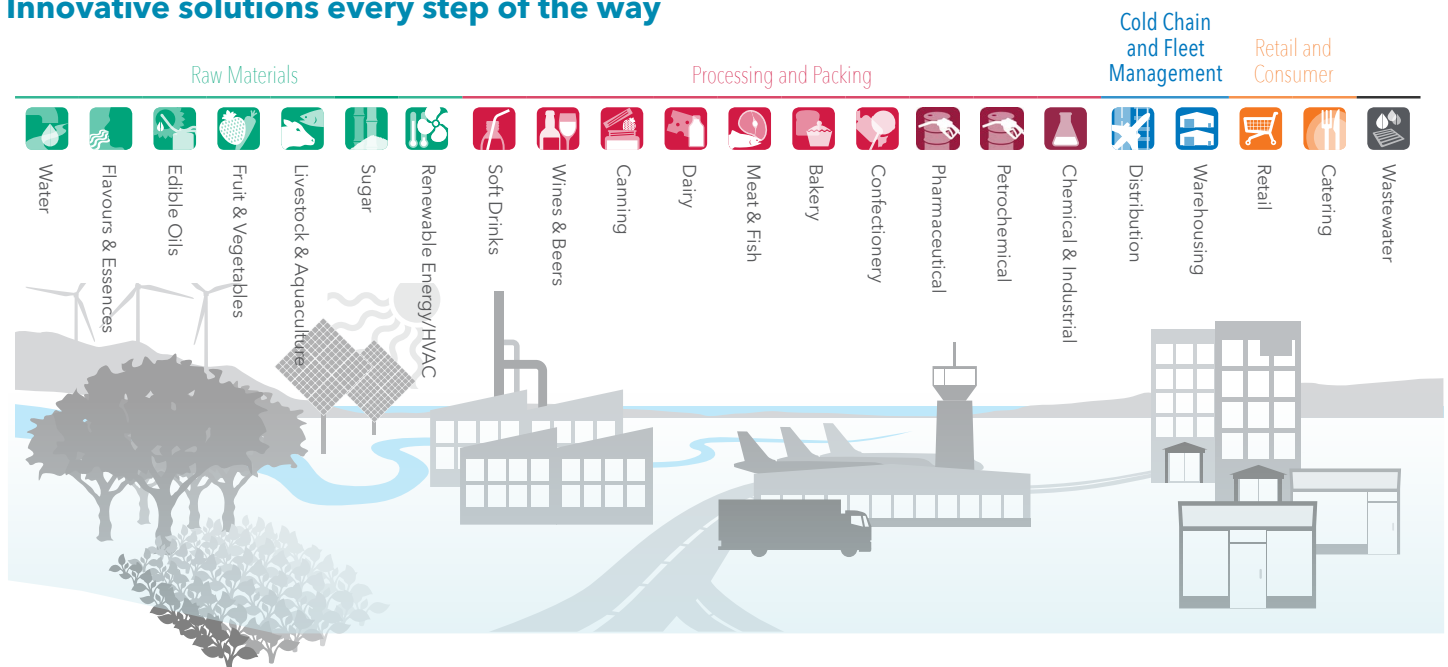 Innovative solutions every step of the way
Raw Materials
Processing and Packing
Cold Chain
and Fleet
Management
Retail and
Consumer
Water
Flavours & Essences
Edible Oils
Fruit & Vegetables
Livestock & Aquaculture
Sugar
Renewable Energy/HVAC
Soft Drinks
Wines & Beers
Canning
Dairy
Meat & Fish
Bakery
Confectionery
Pharmaceutical
Petrochemical
Chemical & Industrial
Distribution
Warehousing
Retail
Catering
Wastewater